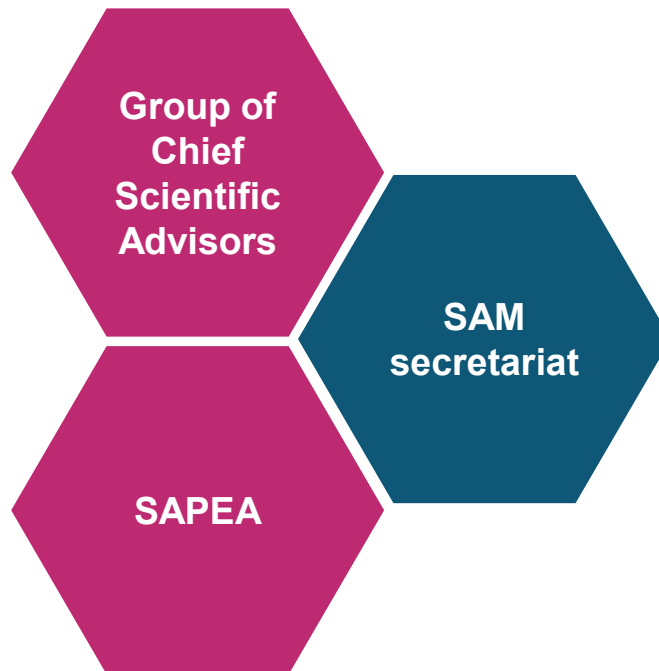 Group of
Chief
Scientific
Advisors
SAM
secretariat
SAPEA